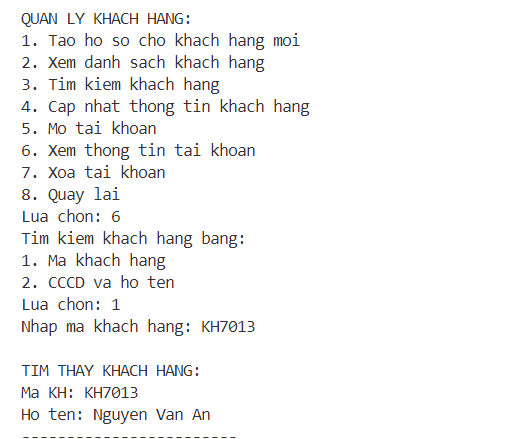 QUAN LY KHACH HANG:
1. Tao ho so cho khach hang moi
2. Xem danh sach khach hang
3. Tim kiem khach hang
4. Cap nhat thong tin khach hang
5. Mo tai khoan
6. Xem thong tin tai khoan
7. Xoa tai khoan
8. Quay lai
Lua chon: 6
Tim kiem khach hang bang:
1. Ma khach hang
2. CCCD va ho ten
Lua chon: 1
Nhap ma khach hang: KH7013
TIM THAY KHACH HANG:
Ma KH: KH7013
Ho ten: Nguyen Van An
------------------------